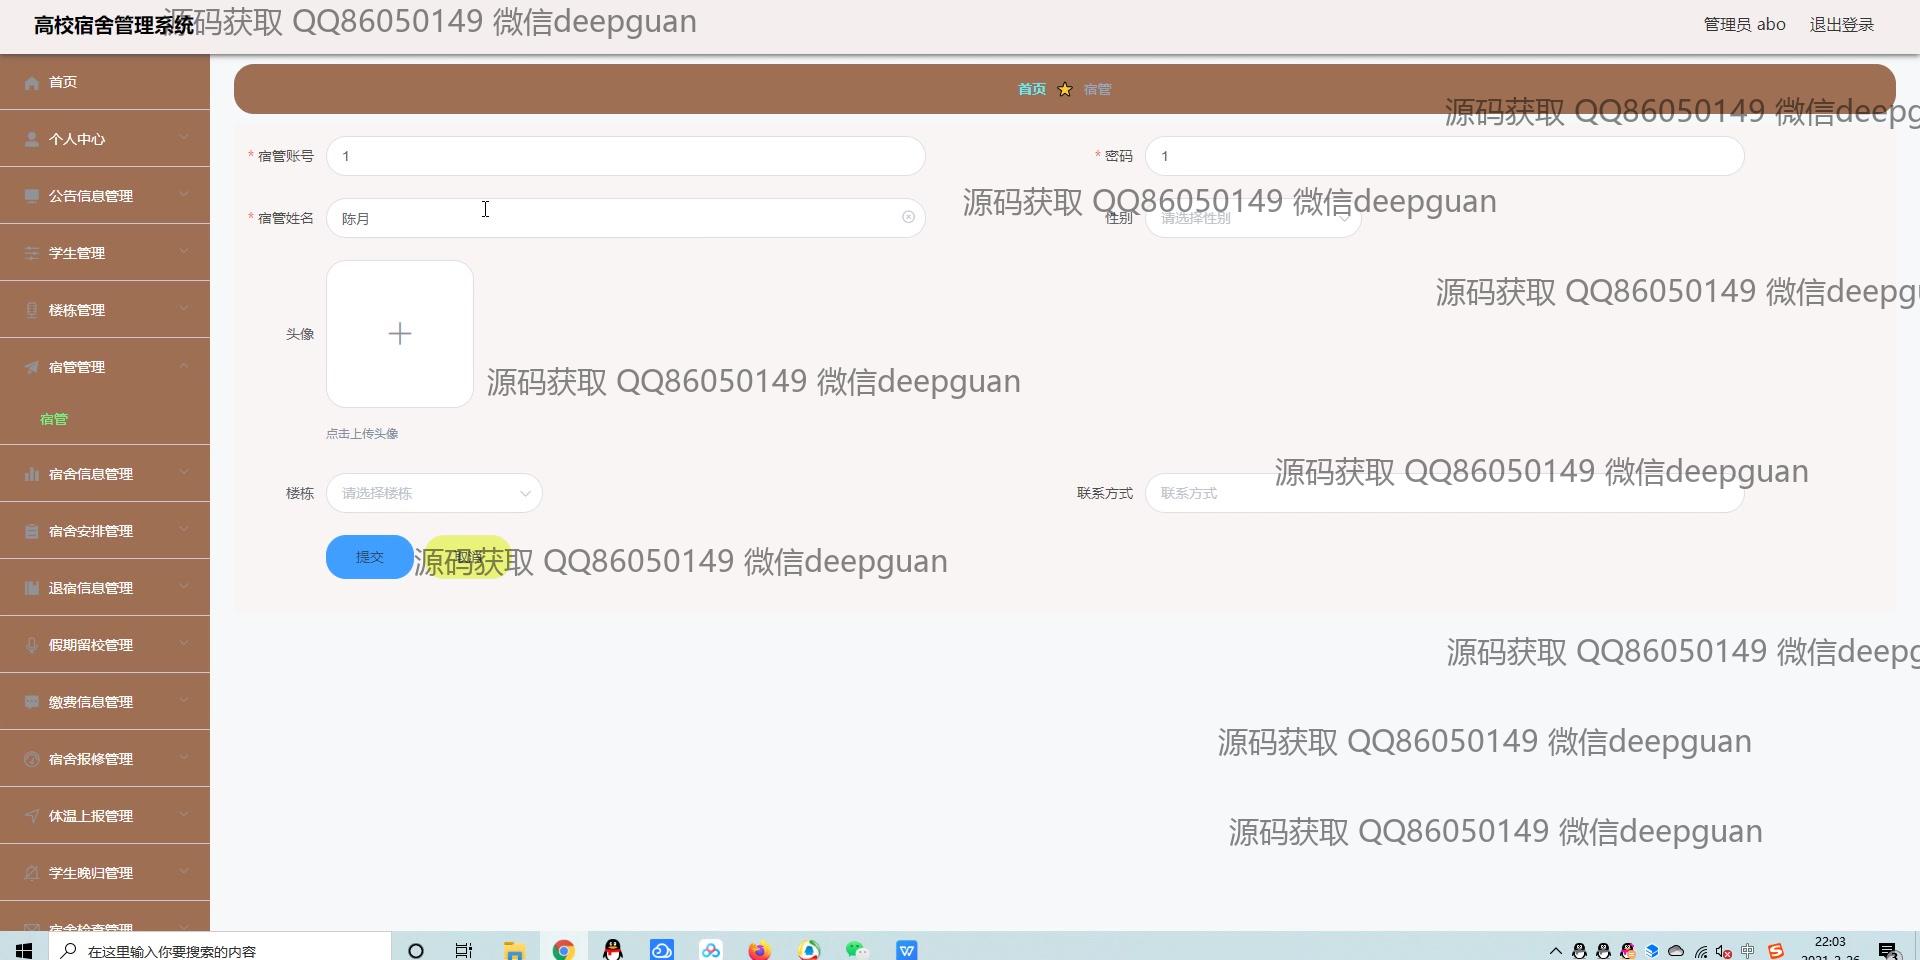 高校宿舍管理系统
源码获取 QQ86050149 微信deepguan
管理员 abo
退出登录
首页
个人中心
公告信息管理
学生管理
楼栋管理
宿管管理
宿管
宿舍信息管理
宿舍安排管理
退宿信息管理
假期留校管理
缴费信息管理
宿舍报修管理
体温上报管理
学生晚归管理
宿舍检查管理
首页 宿管
源码获取 QQ86050149 微信deepg
* 宿管账号 1
* 密码 1
源码获取 QQ86050149 微信deepguan
* 宿管姓名 陈月
性别 请选择性别
源码获取 QQ86050149 微信deepgu
头像
源码获取 QQ86050149 微信deepguan
点击上传头像
源码获取 QQ86050149 微信deepguan
楼栋 请选择楼栋
联系方式 联系方式
提交 取消
源码获取 QQ86050149 微信deepguan
源码获取 QQ86050149 微信deepg
源码获取 QQ86050149 微信deepguan
源码获取 QQ86050149 微信deepguan
在这里输入你要搜索的内容
中
22:03
2021-2-26